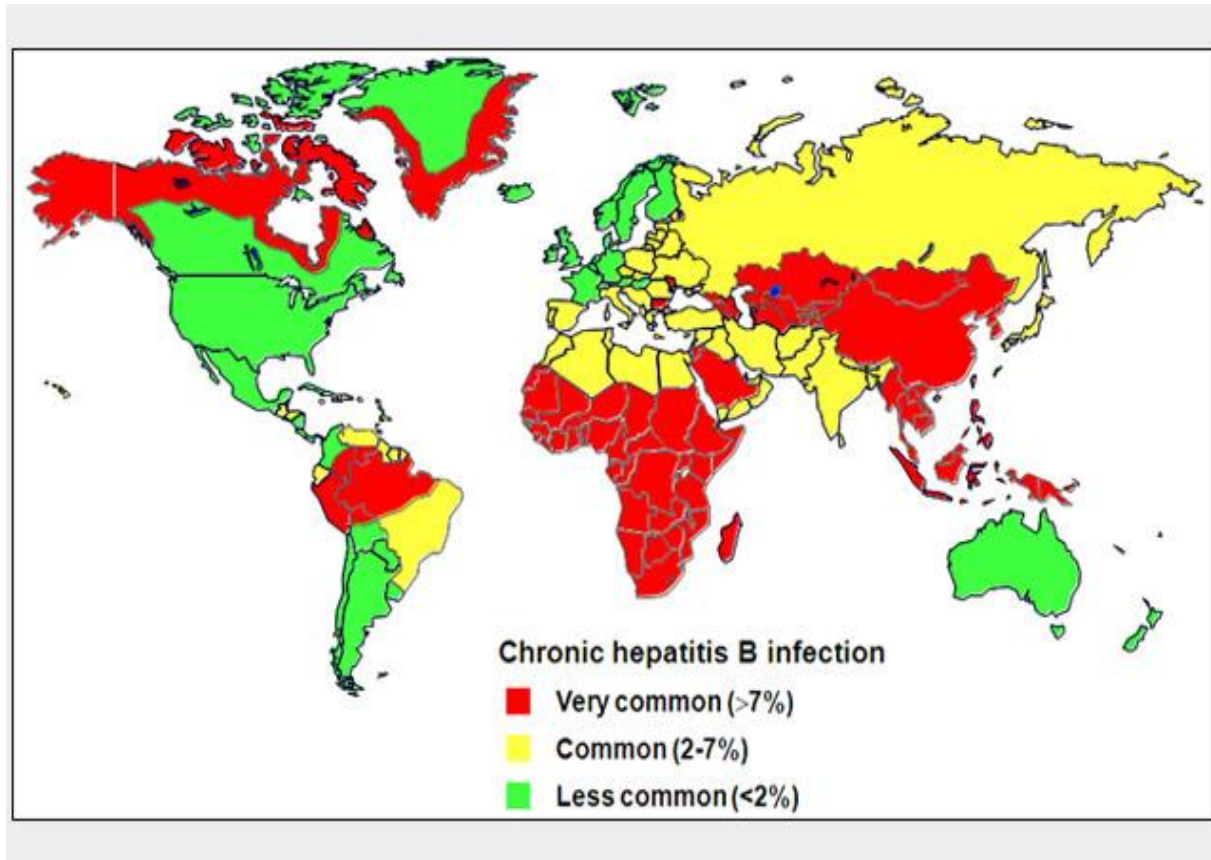 Chronic hepatitis B infection
Very common (>7%)
Common (2-7%)
Less common (<2%)